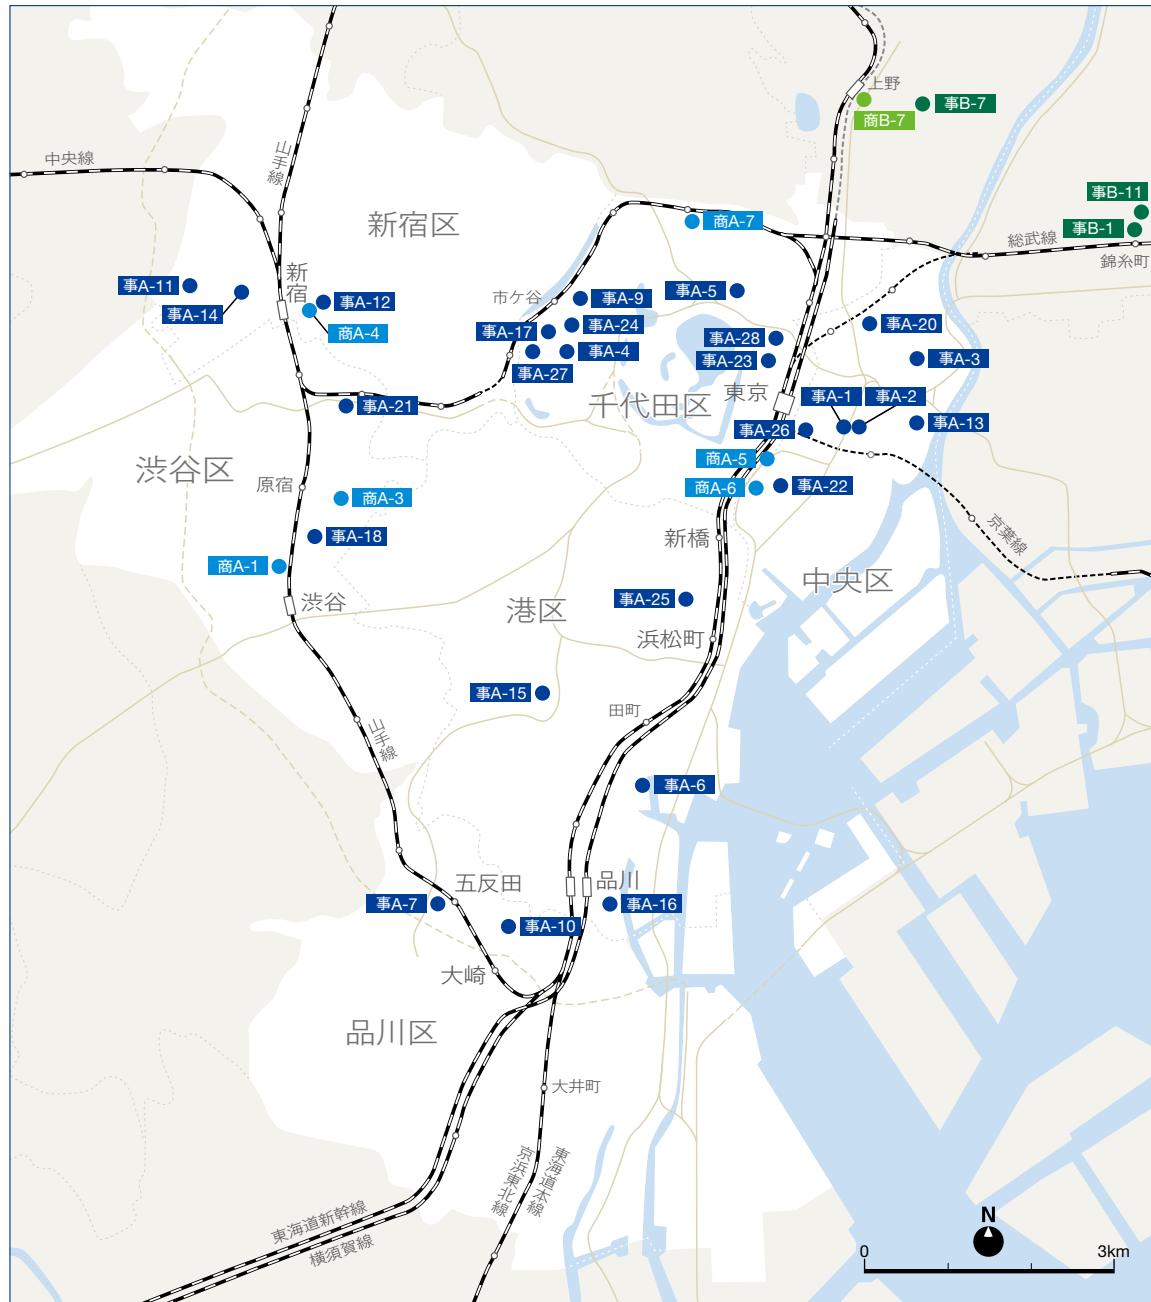 上野
事B-7
商B-7
中央線
山手線
事B-11
商A-7
新宿区
事B-1
総武線
錦糸町
新宿
事A-11
市ケ谷
事A-9
事A-5
事A-12
事A-14
商A-4
事A-17
事A-24
事A-20
事A-28
事A-4
事A-23
事A-3
事A-27
東京
事A-1
事A-2
千代田区
事A-21
事A-13
事A-26
渋谷区
商A-5
原宿
商A-3
商A-6
事A-22
事A-18
新橋
京葉線
商A-1
中央区
渋谷
港区
事A-25
浜松町
事A-15
田町
山手線
事A-6
五反田
品川
事A-7
事A-16
事A-10
大崎
品川区
大井町
東海道本線
京浜東北線
東海道新幹線
横須賀線
N
0
3km